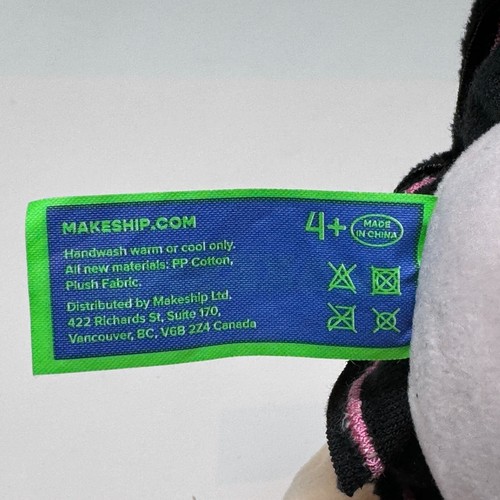 MAKESHIP.COM
Handwash warm or cool only.
All new materials: PP Cotton,
Plush Fabric.
Distributed by Makeship Ltd.
422 Richards St, Suite 170,
Vancouver, BC, V6B 2Z4 Canada
4+
MADE
IN CHINA